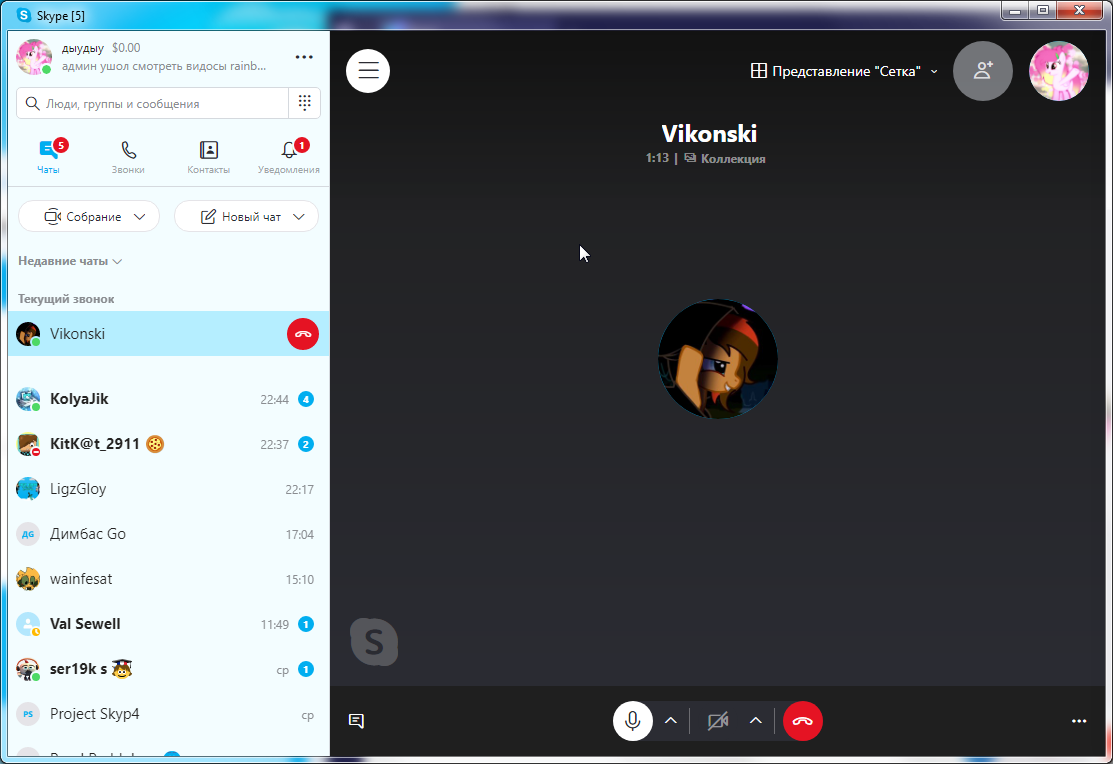 Skype [5]
дыудыу $0.00
админ ушол смотреть видосы rainb...
Люди, группы и сообщения
5
1
Чаты
Звонки
Контакты
Уведомления
Собрание
Новый чат
Недавние чаты
Текущий звонок
Vikonski
KolyaJik 22:44 4
KitK@t_2911 22:37 2
LigzGloy 22:17
DG Димбас Go 17:04
wainfesat 15:10
Val Sewell 11:49 1
ser19k s ср 1
PS Project Skyp4 ср
Представление "Сетка"
Vikonski
1:13 | Коллекция
S